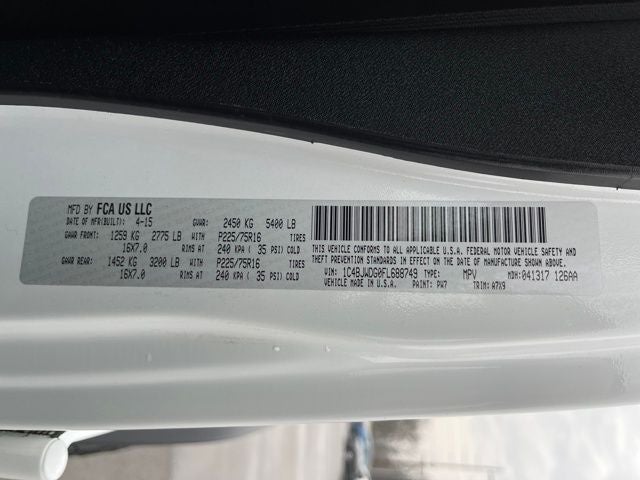 MFD BY FCA US LLC
DATE OF MFR(BUILT): 4-15 GVWR: 2450 KG 5400 LB
GAWR FRONT: 1259 KG 2775 LB WITH P225/75R16 TIRES
16X7.0 RIMS AT 240 KPA ( 35 PSI) COLD
GAWR REAR: 1452 KG 3200 LB WITH P225/75R16 TIRES
16X7.0 RIMS AT 240 KPA ( 35 PSI) COLD
THIS VEHICLE CONFORMS TO ALL APPLICABLE U.S.A. FEDERAL MOTOR VEHICLE SAFETY AND
THEFT PREVENTION STANDARDS IN EFFECT ON THE DATE OF MANUFACTURE SHOWN ABOVE.
VIN: 1C4BJWDG0FL688749 TYPE: MPV MDH: 041317 126AA
VEHICLE MADE IN U.S.A. PAINT: PW7 TRIM: A7X9